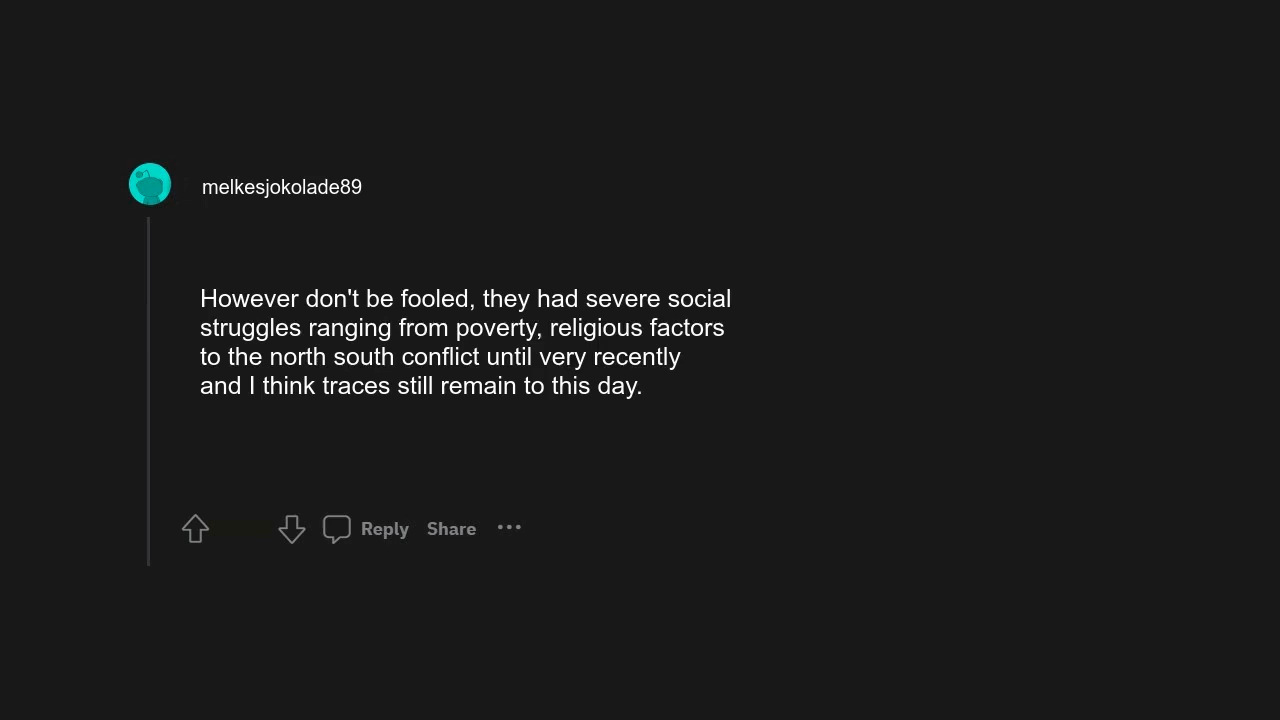 melkesjokolade89
However don't be fooled, they had severe social
struggles ranging from poverty, religious factors
to the north south conflict until very recently
and I think traces still remain to this day.
Reply Share